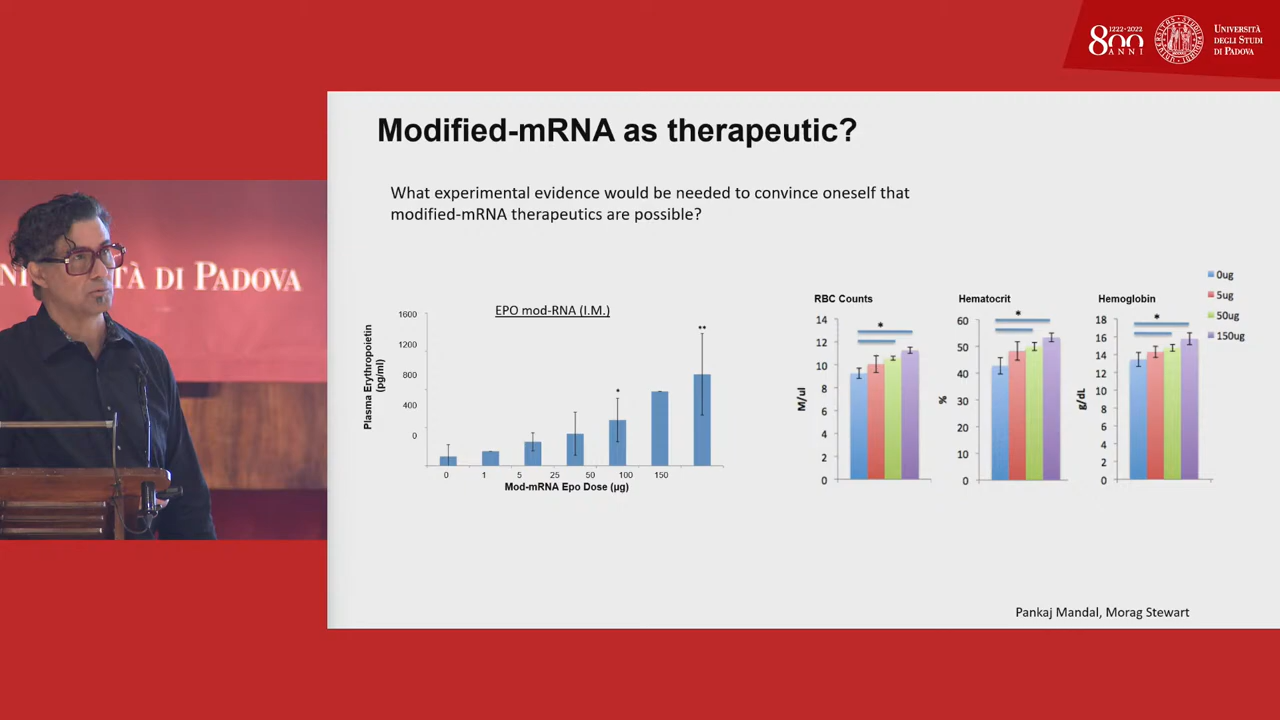 1222-2022
800
ANNI
UNIVERSITÀ
DEGLI STUDI
DI PADOVA
Modified-mRNA as therapeutic?
What experimental evidence would be needed to convince oneself that
modified-mRNA therapeutics are possible?
TÀ DI PADOVA
EPO mod-RNA (I.M.)
Plasma Erythropoietin
(pg/ml)
1600
1200
800
400
0
*
**
0 1 5 25 50 100 150
Mod-mRNA Epo Dose (µg)
RBC Counts
M/ul
14
12
10
8
6
4
2
0
*
Hematocrit
%
60
50
40
30
20
10
0
*
Hemoglobin
g/dL
18
16
14
12
10
8
6
4
2
0
*
0ug
5ug
50ug
150ug
Pankaj Mandal, Morag Stewart